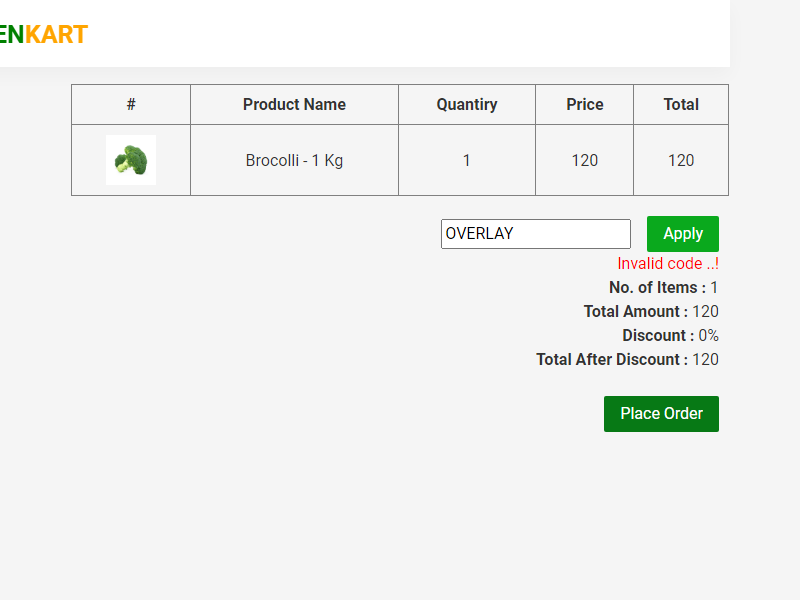 ENKART
# Product Name Quantiry Price Total
Brocolli - 1 Kg 1 120 120
OVERLAY Apply
Invalid code ..!
No. of Items : 1
Total Amount : 120
Discount : 0%
Total After Discount : 120
Place Order